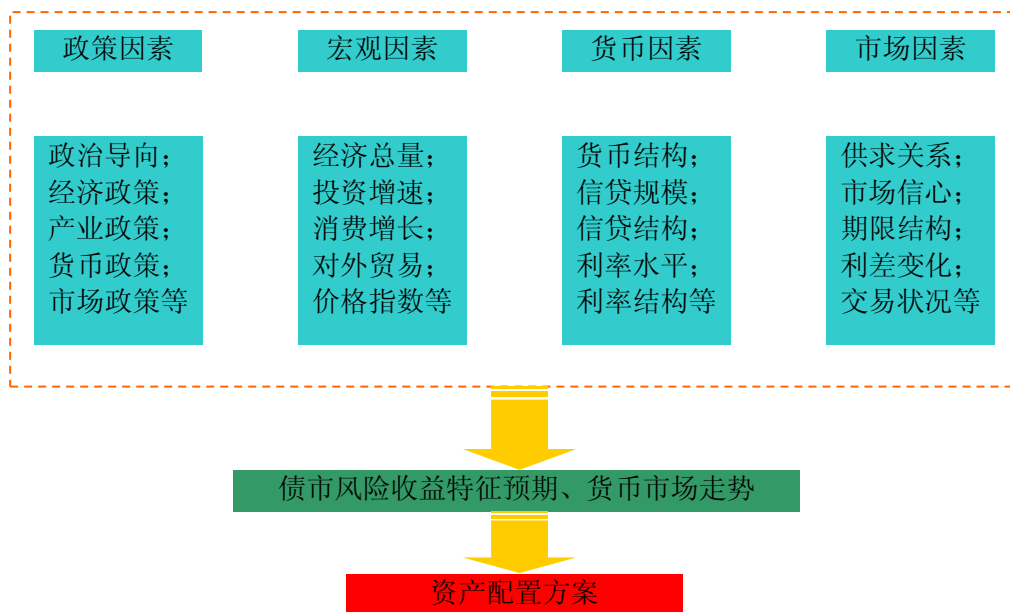 政策因素
宏观因素
货币因素
市场因素
政治导向；
经济政策；
产业政策；
货币政策；
市场政策等
经济总量；
投资增速；
消费增长；
对外贸易；
价格指数等
货币结构；
信贷规模；
信贷结构；
利率水平；
利率结构等
供求关系；
市场信心；
期限结构；
利差变化；
交易状况等
债市风险收益特征预期、货币市场走势
资产配置方案